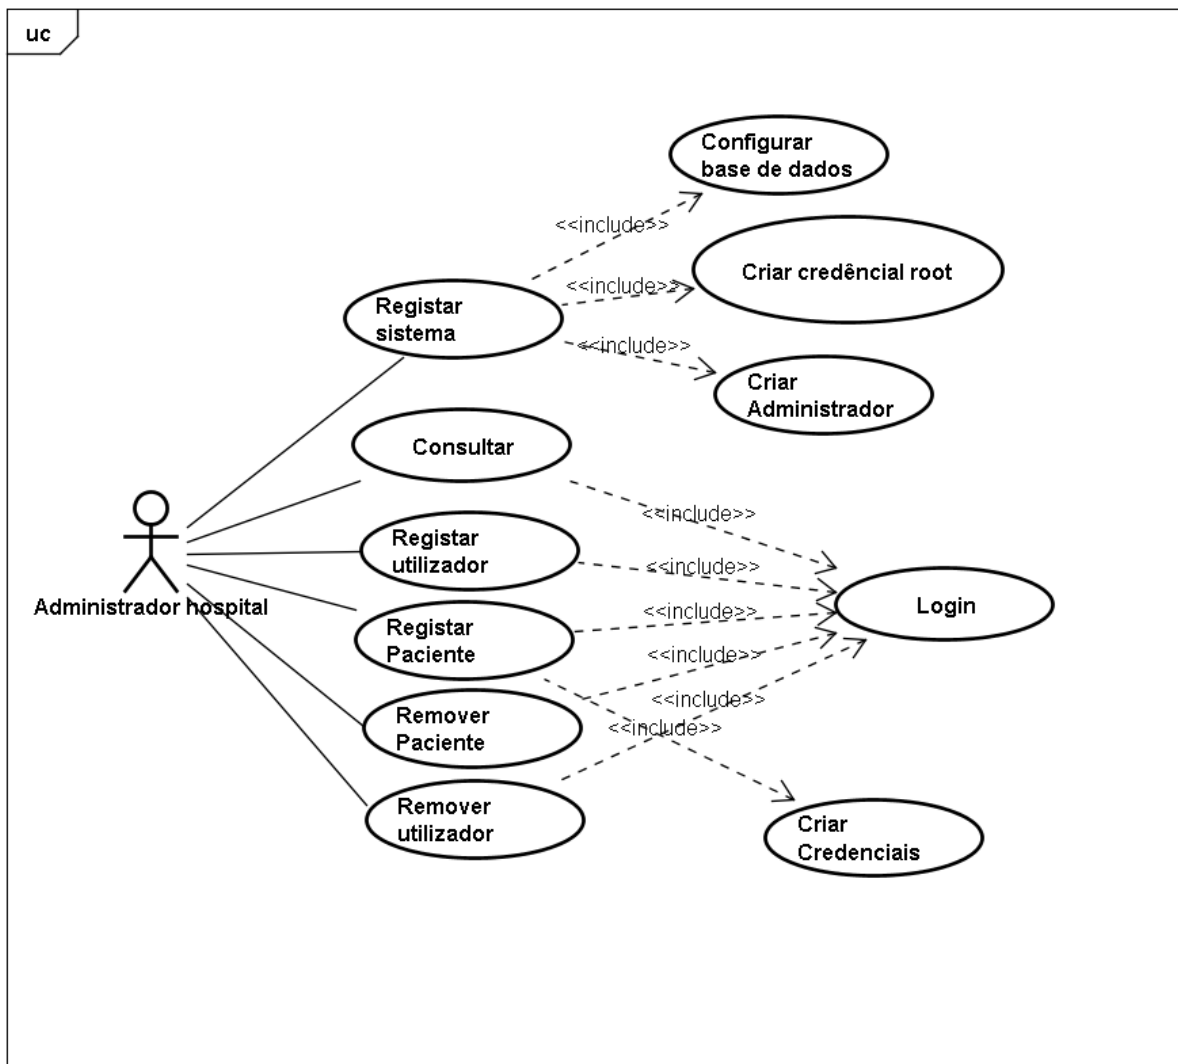 uc
Configurar
base de dados
<<include>>
Criar credêncial root
<<include>>
Registar
sistema
<<include>>
Criar
Administrador
Consultar
<<include>>
Registar
utilizador
<<include>>
Administrador hospital
Login
<<include>>
Registar
Paciente
<<include>>
<<include>>
Remover
Paciente
<<include>>
Remover
utilizador
Criar
Credenciais